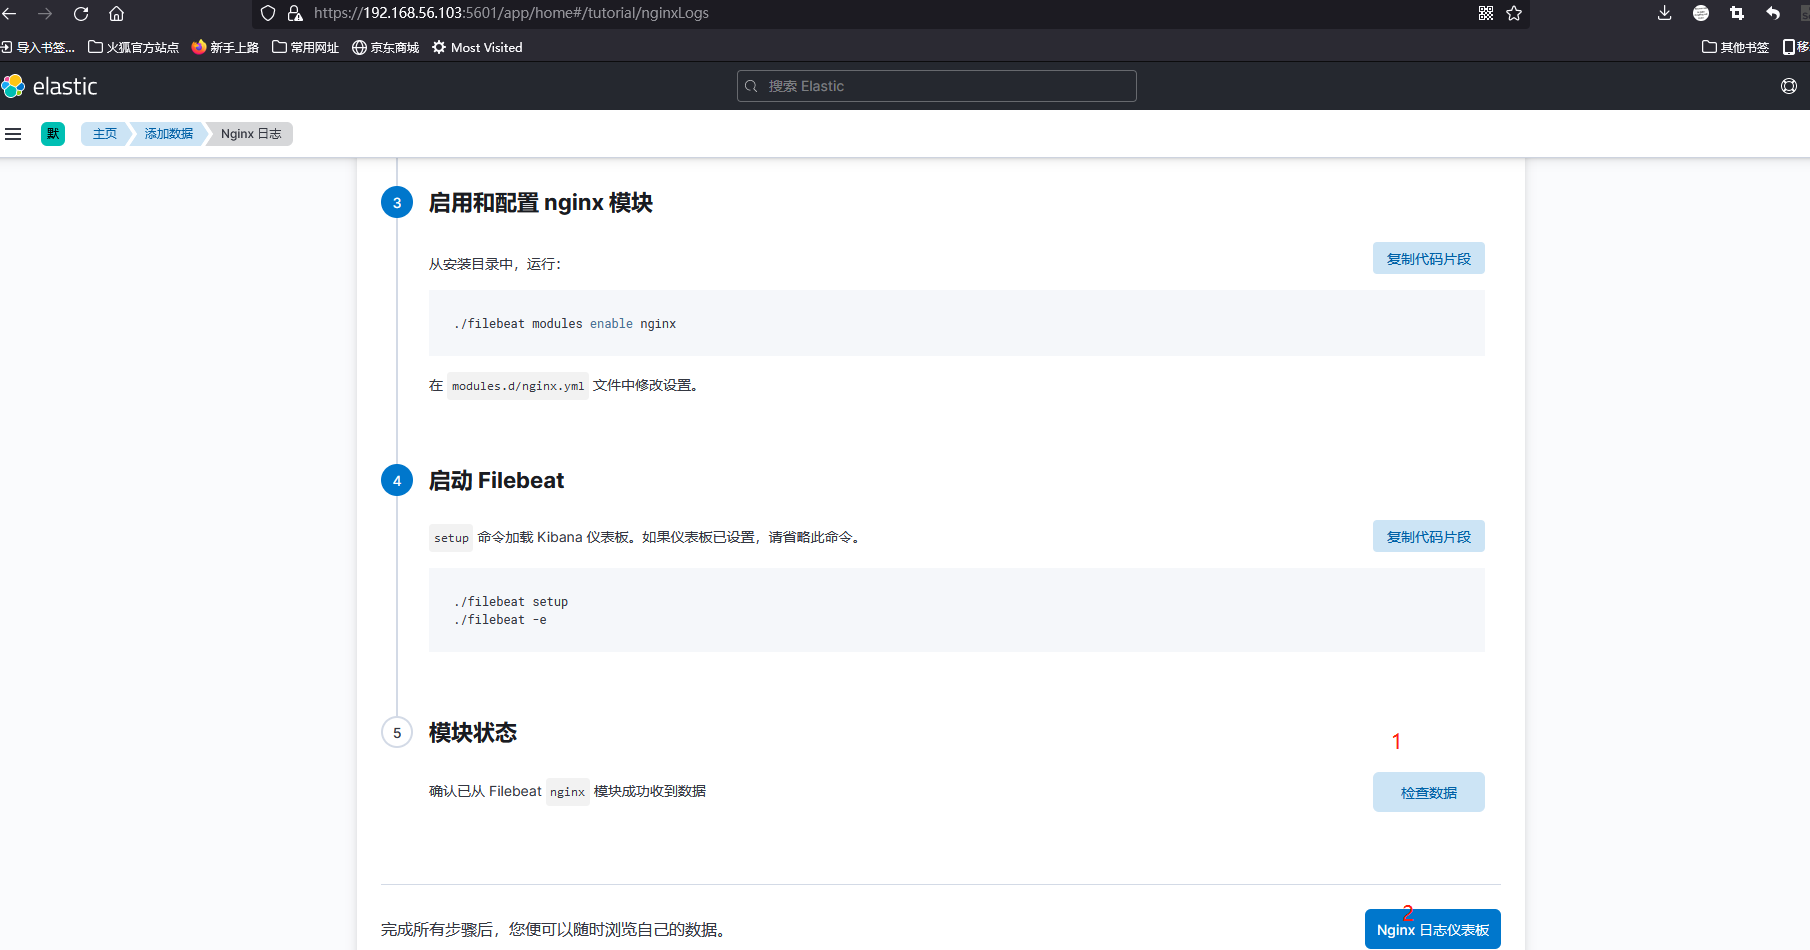 https://192.168.56.103:5601/app/home#/tutorial/nginxLogs
导入书签... 火狐官方站点 新手上路 常用网址 京东商城 Most Visited 其他书签 移
elastic 搜索 Elastic
默 主页 添加数据 Nginx 日志
3 启用和配置 nginx 模块
从安装目录中，运行： 复制代码片段
./filebeat modules enable nginx
在 modules.d/nginx.yml 文件中修改设置。
4 启动 Filebeat
setup 命令加载 Kibana 仪表板。如果仪表板已设置，请省略此命令。 复制代码片段
./filebeat setup
./filebeat -e
5 模块状态
1
确认已从 Filebeat nginx 模块成功收到数据 检查数据
2
完成所有步骤后，您便可以随时浏览自己的数据。 Nginx 日志仪表板